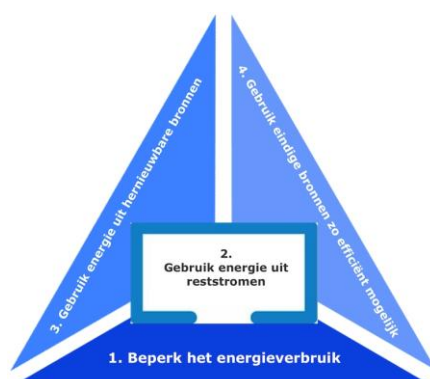 3. Gebruik energie uit hernieuwbare bronnen
4. Gebruik eindige bronnen zo efficiënt mogelijk
2.
Gebruik energie uit
reststromen
1. Beperk het energieverbruik